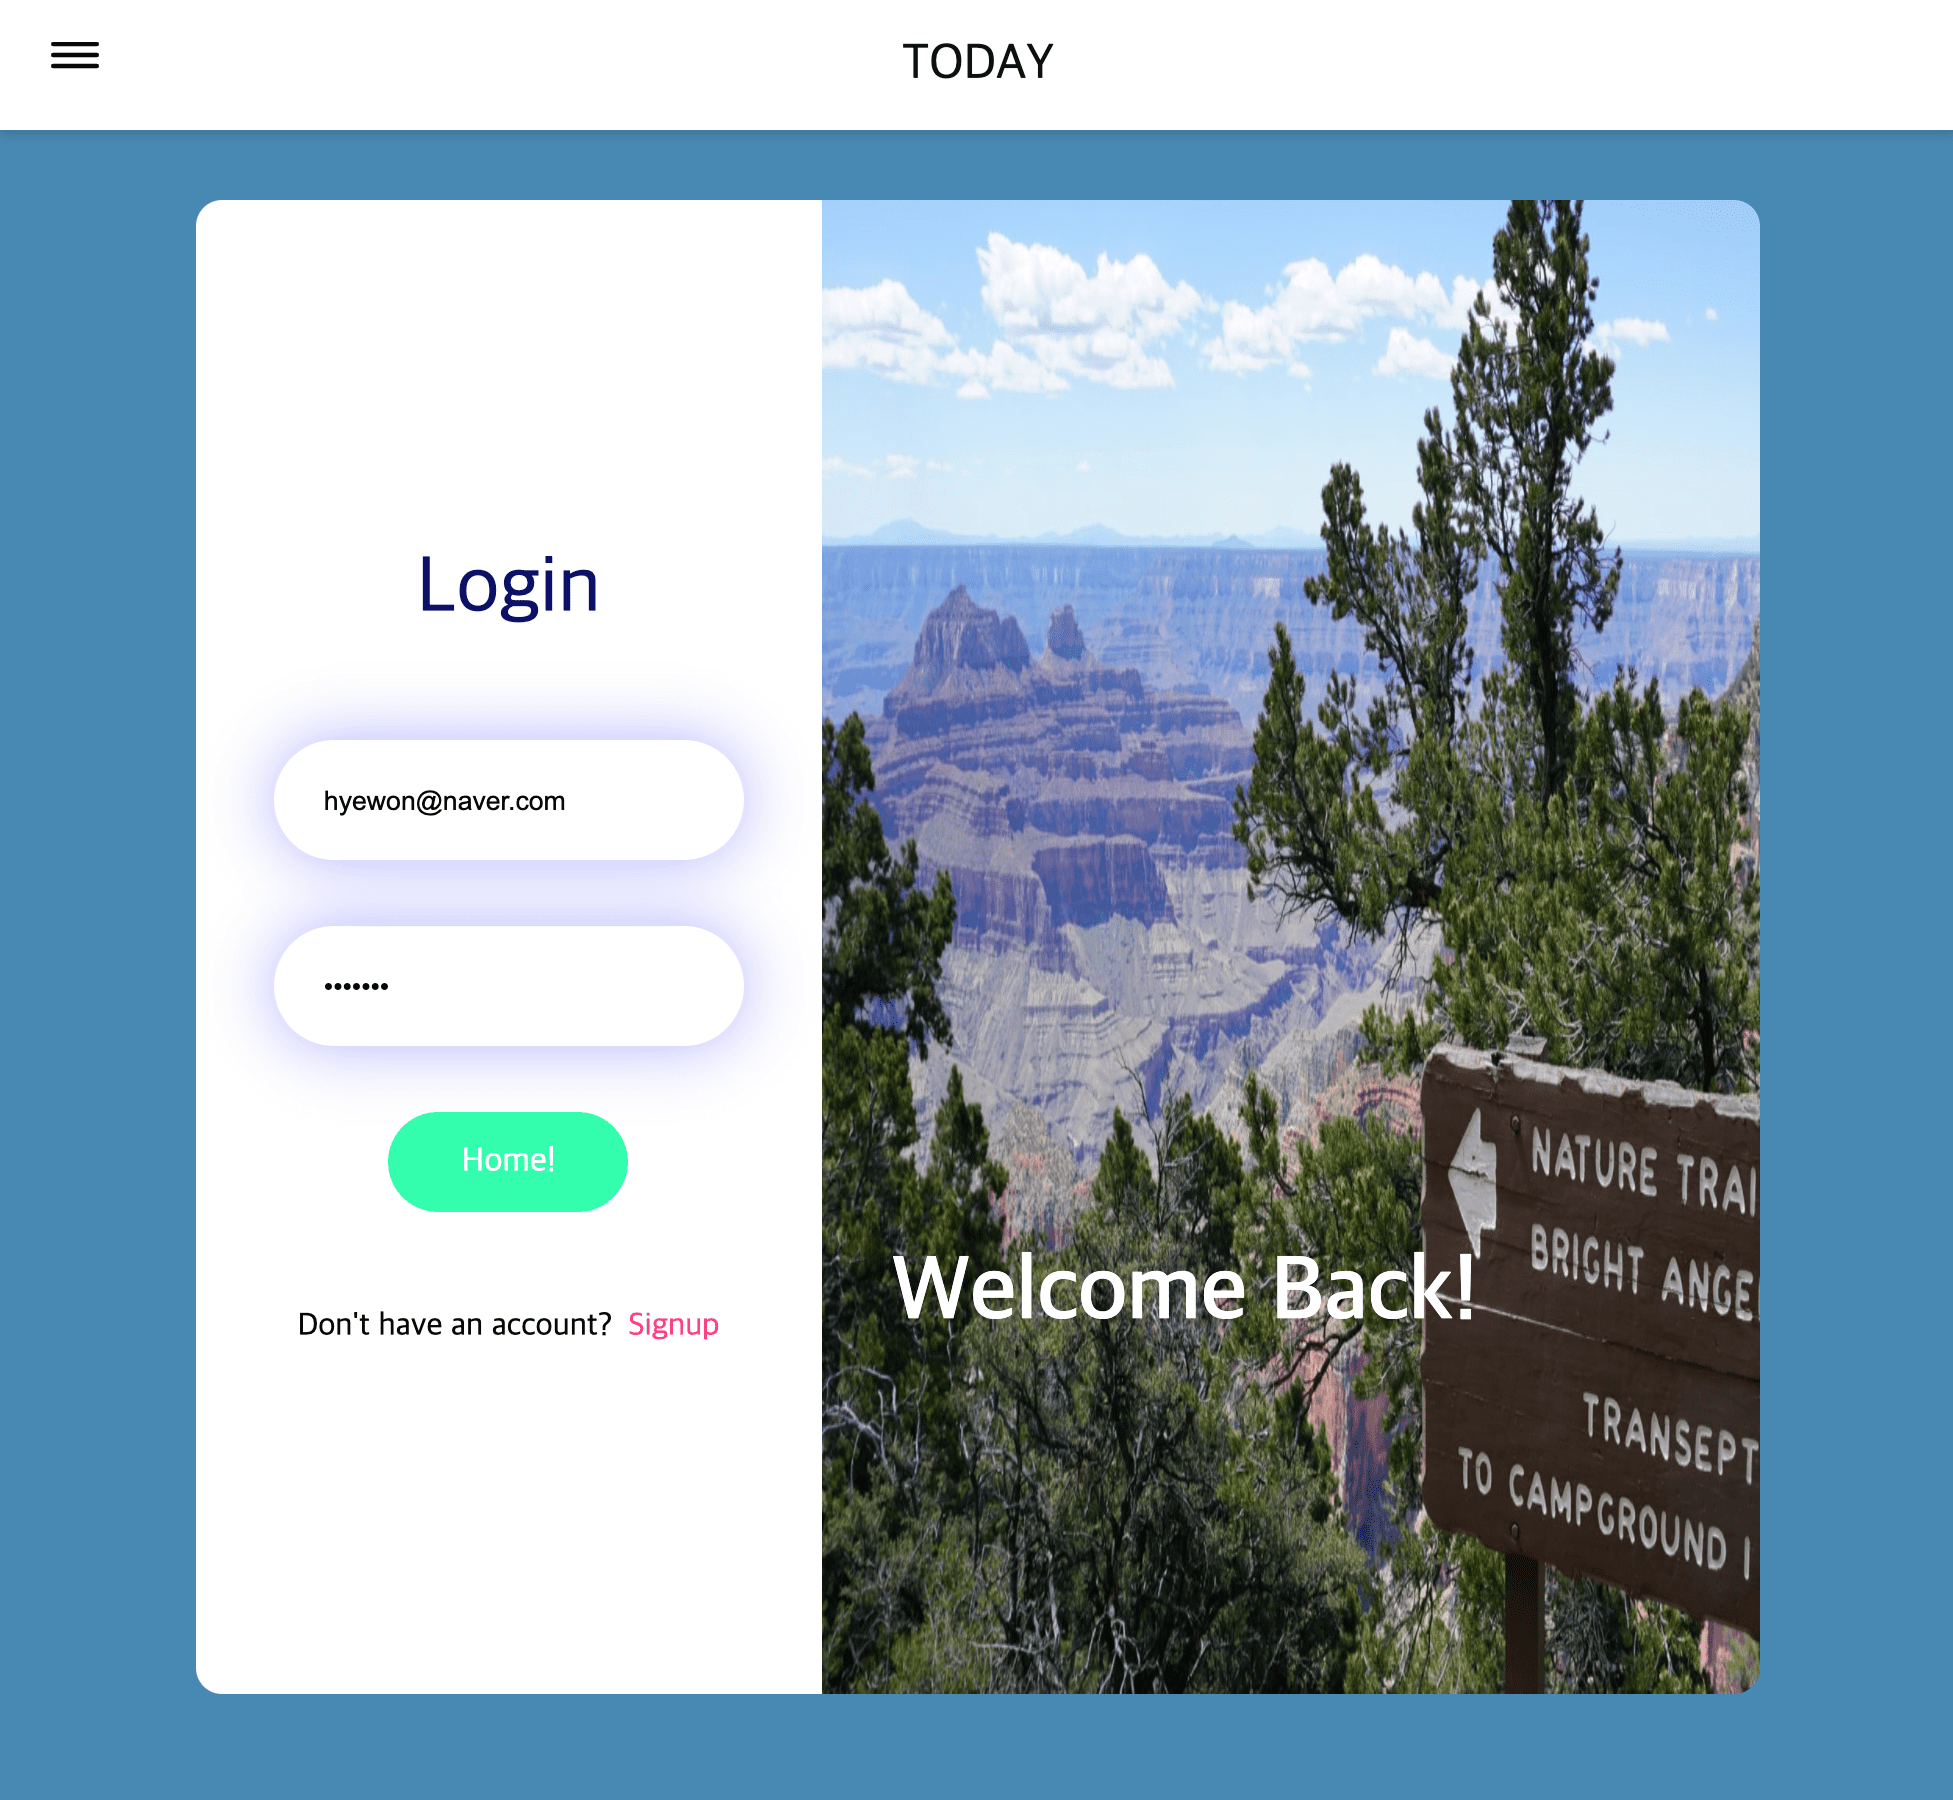 TODAY
Login
hyewon@naver.com
•••••••
Home!
Don't have an account? Signup
Welcome Back!
NATURE TRAI
BRIGHT ANGE
TRANSEPT
TO CAMPGROUND